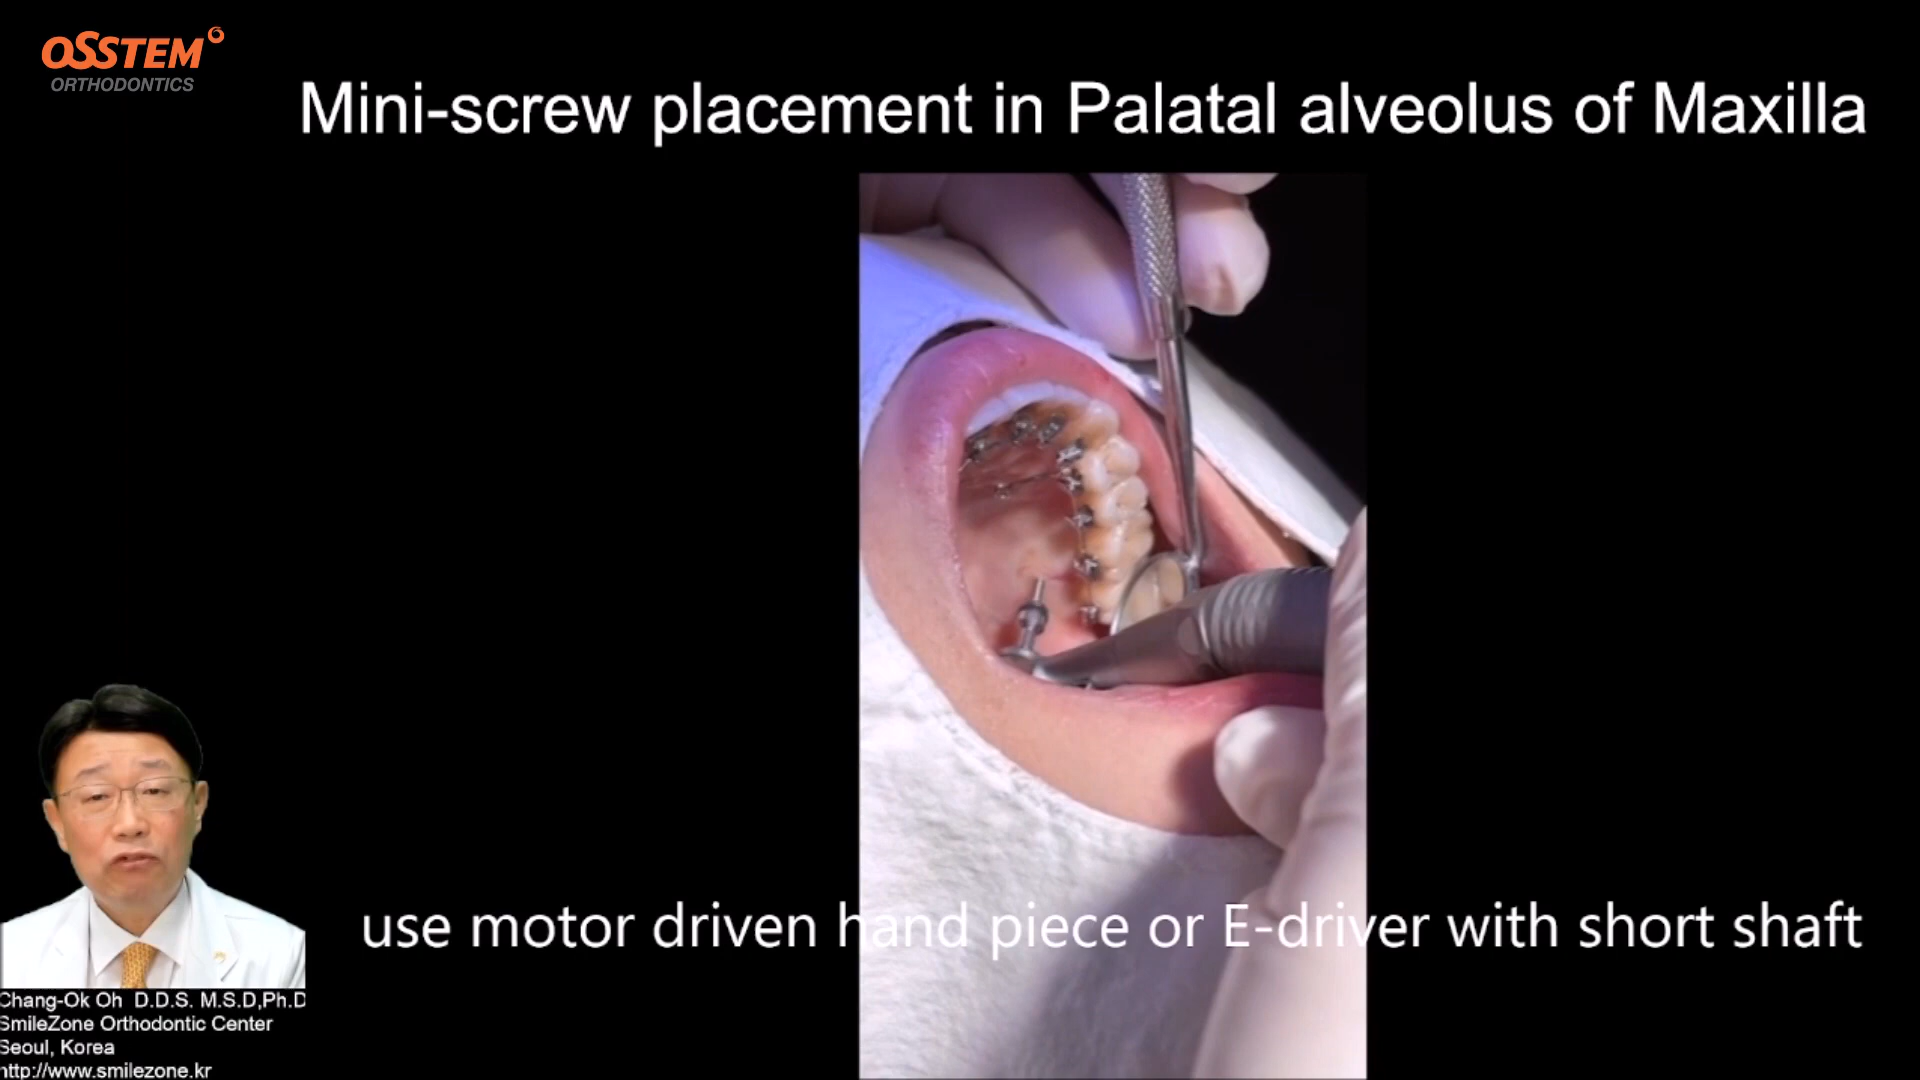 OSSTEM
ORTHODONTICS
Mini-screw placement in Palatal alveolus of Maxilla
use motor driven hand piece or E-driver with short shaft
Chang-Ok Oh D.D.S. M.S.D,Ph.D
SmileZone Orthodontic Center
Seoul, Korea
http://www.smilezone.kr